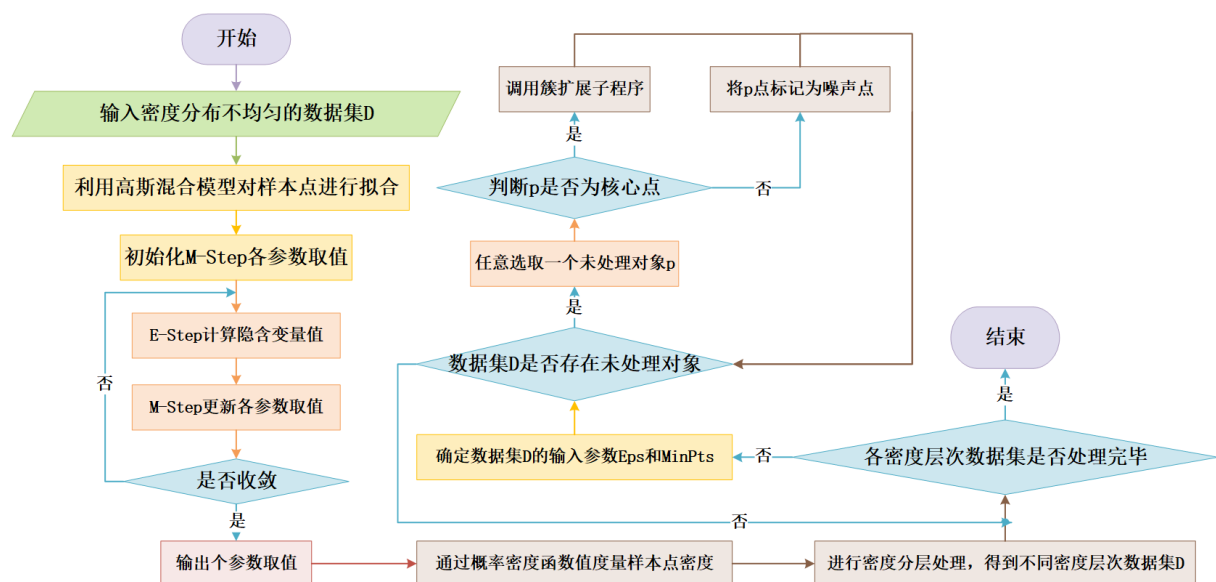 开始
输入密度分布不均匀的数据集D
利用高斯混合模型对样本点进行拟合
初始化M-Step各参数取值
E-Step计算隐含变量值
否
M-Step更新各参数取值
是否收敛
是
输出个参数取值
通过概率密度函数值度量样本点密度
进行密度分层处理，得到不同密度层次数据集D
各密度层次数据集是否处理完毕
否
是
结束
确定数据集D的输入参数Eps和MinPts
数据集D是否存在未处理对象
否
是
任意选取一个未处理对象p
判断p是否为核心点
是
否
调用簇扩展子程序
将p点标记为噪声点